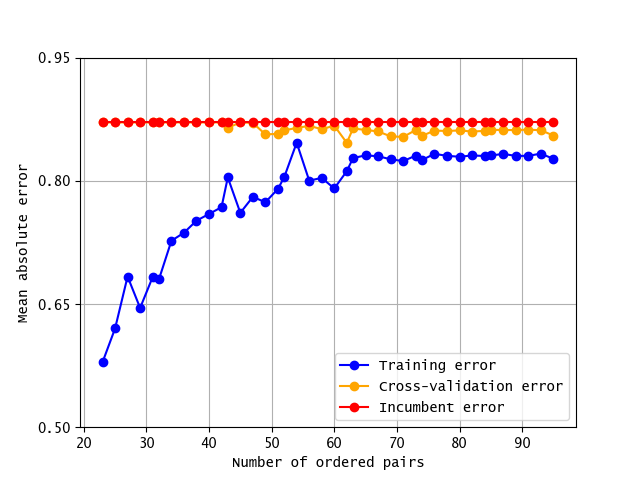 0.95
0.80
0.65
0.50
Mean absolute error
20 30 40 50 60 70 80 90
Number of ordered pairs
Training error
Cross-validation error
Incumbent error